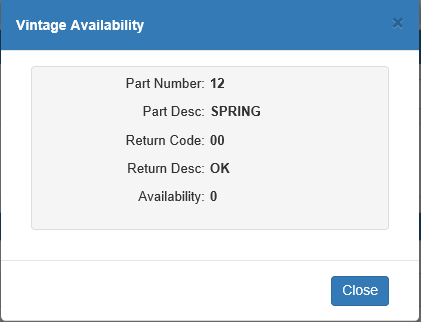 Vintage Availability ×
Part Number: 12
Part Desc: SPRING
Return Code: 00
Return Desc: OK
Availability: 0
Close